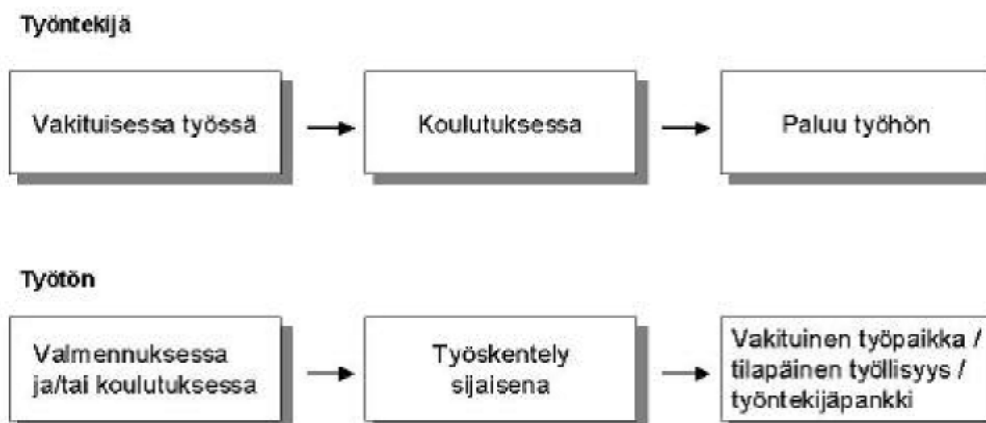 Työntekijä
Vakituisessa työssä
Koulutuksessa
Paluu työhön
Työtön
Valmennuksessa
ja/tai koulutuksessa
Työskentely
sijaisena
Vakituinen työpaikka /
tilapäinen työllisyys /
työntekijäpankki